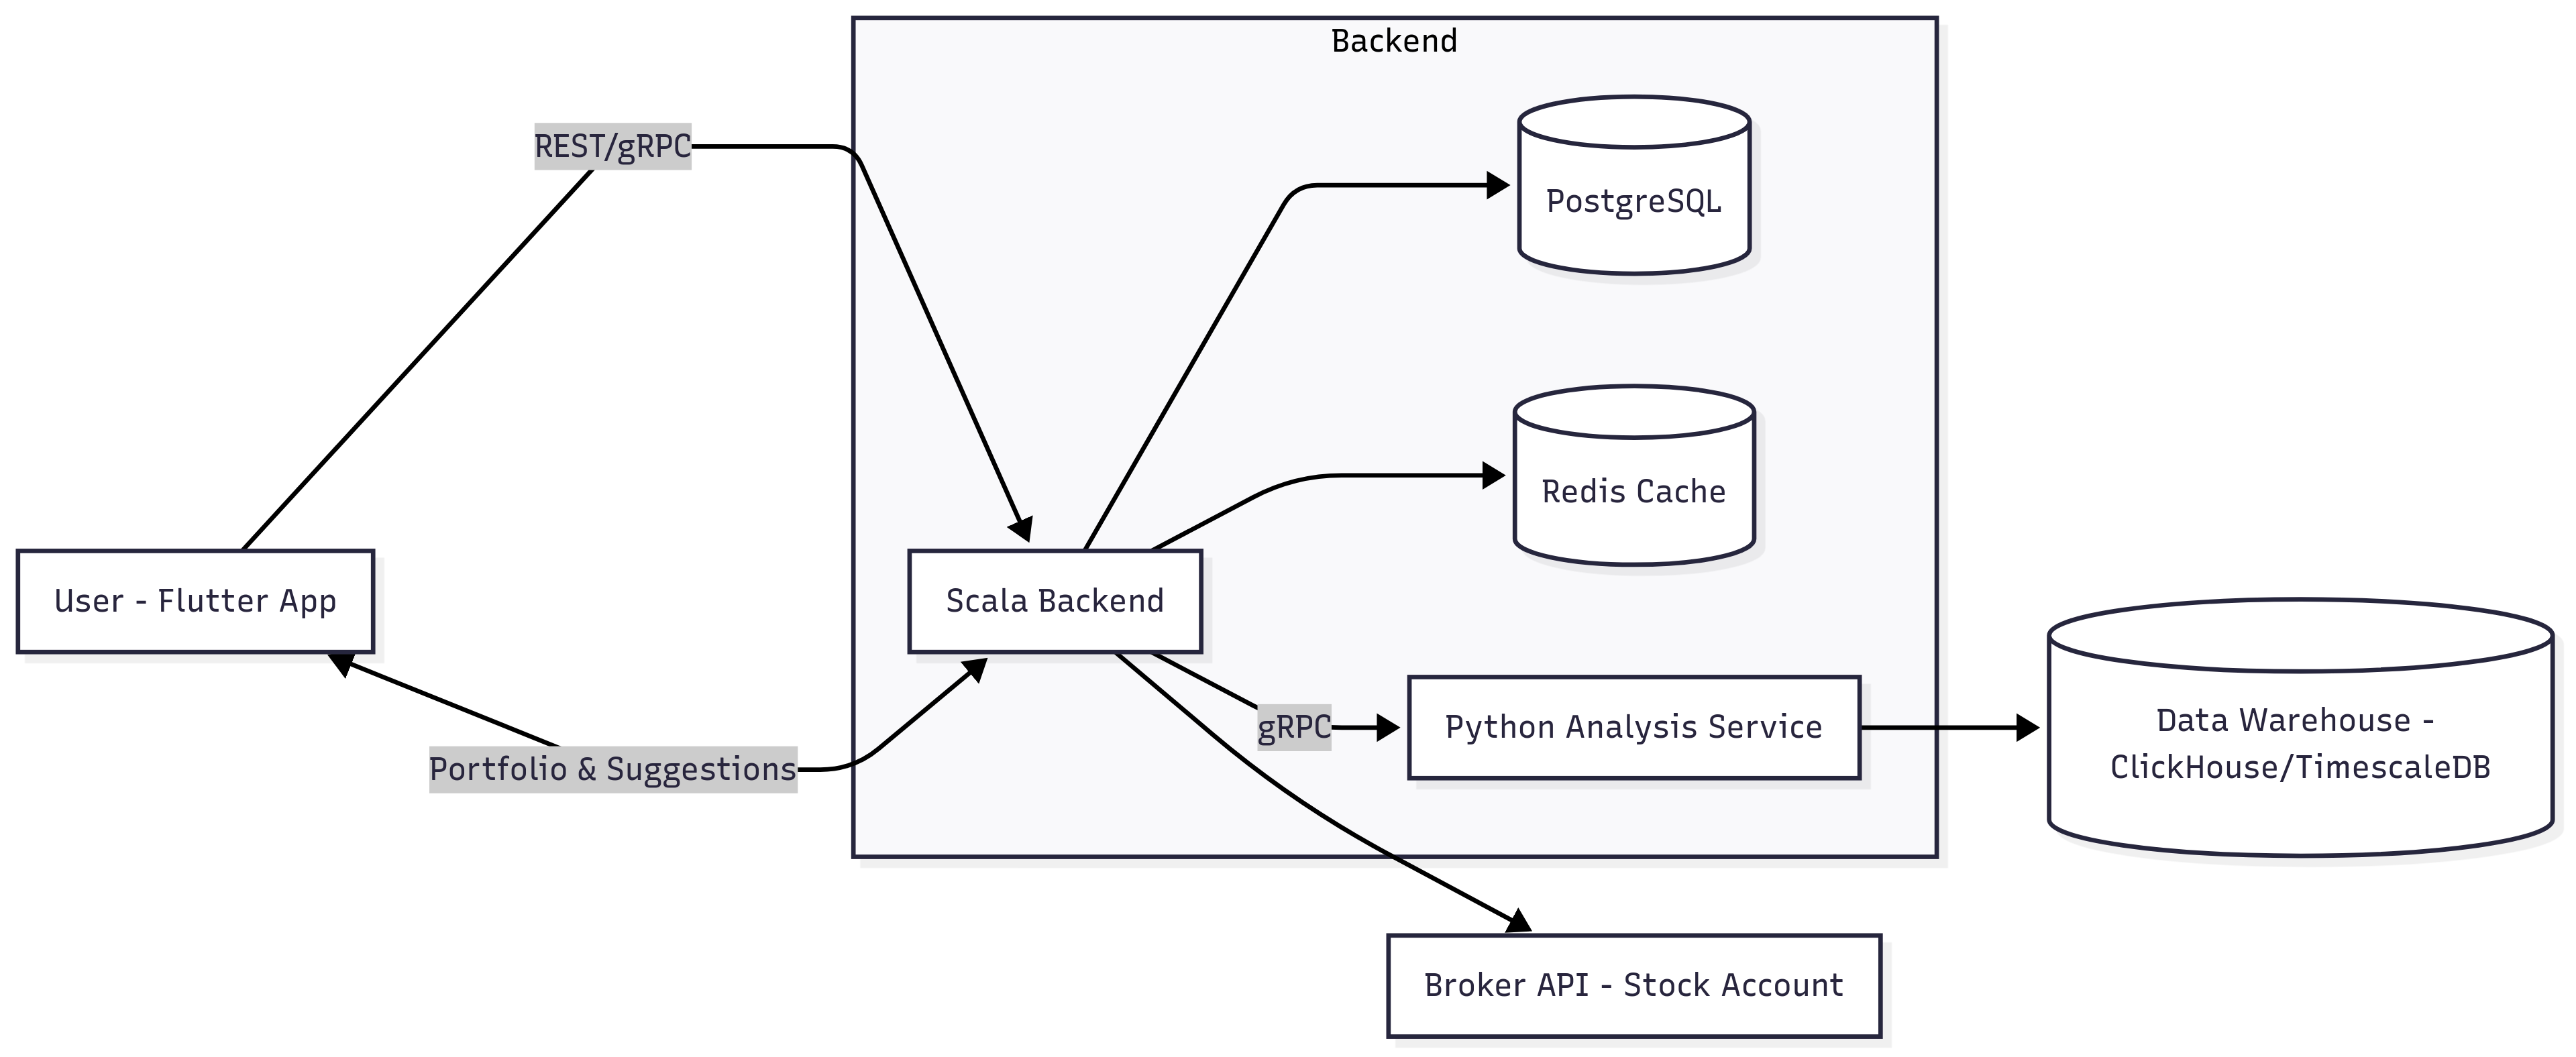 Backend
REST/gRPC
PostgreSQL
Redis Cache
User - Flutter App
Scala Backend
gRPC
Python Analysis Service
Data Warehouse -
ClickHouse/TimescaleDB
Portfolio & Suggestions
Broker API - Stock Account